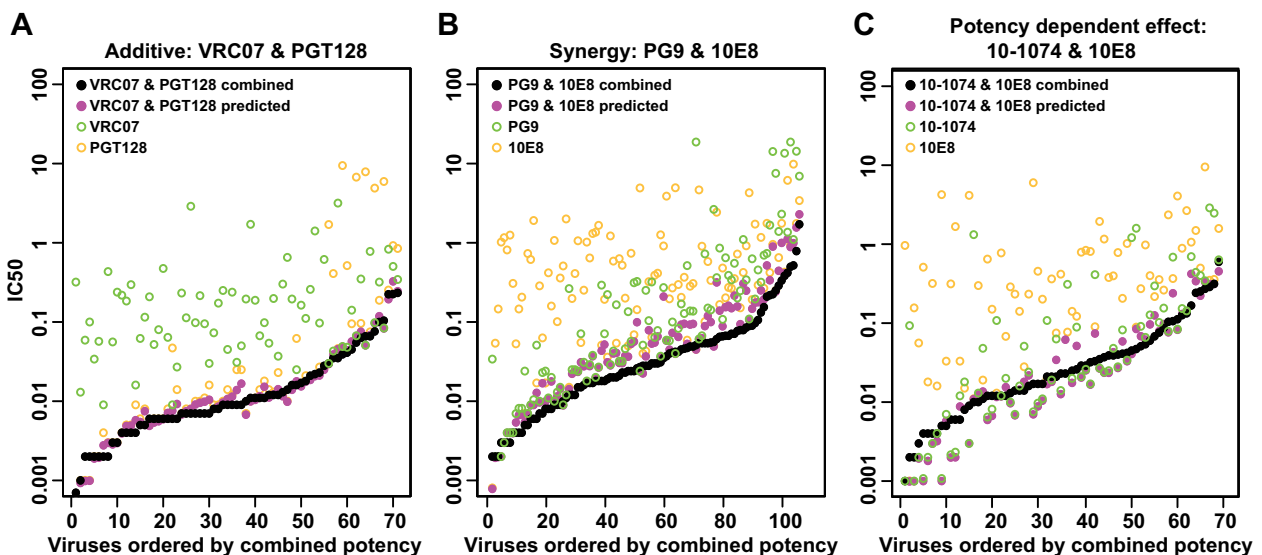 A
Additive: VRC07 & PGT128
VRC07 & PGT128 combined
VRC07 & PGT128 predicted
VRC07
PGT128
IC50
100
10
1
0.1
0.01
0.001
0 10 20 30 40 50 60 70
Viruses ordered by combined potency
B
Synergy: PG9 & 10E8
PG9 & 10E8 combined
PG9 & 10E8 predicted
PG9
10E8
100
10
1
0.1
0.01
0.001
0 20 40 60 80 100
Viruses ordered by combined potency
C
Potency dependent effect:
10-1074 & 10E8
10-1074 & 10E8 combined
10-1074 & 10E8 predicted
10-1074
10E8
100
10
1
0.1
0.01
0.001
0 10 20 30 40 50 60 70
Viruses ordered by combined potency